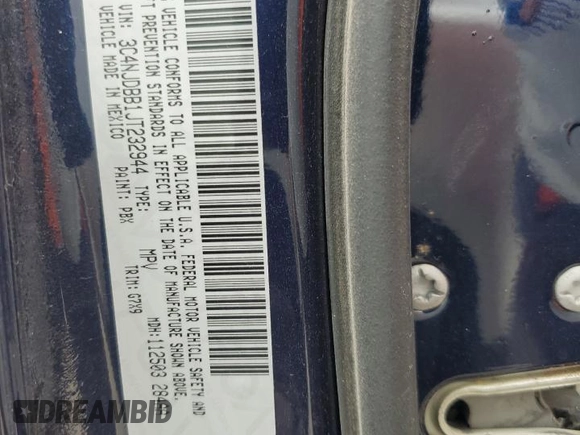 VEHICLE CONFORMS TO ALL APPLICABLE U.S.A. FEDERAL MOTOR VEHICLE SAFETY AND
PREVENTION STANDARDS IN EFFECT ON THE DATE OF MANUFACTURE SHOWN ABOVE.
VIN: 3C4NJDBB1JT232944 TYPE: MPV MDH: 112503
VEHICLE MADE IN MEXICO PAINT: PBX TRIM: G7X9
DREAMBID